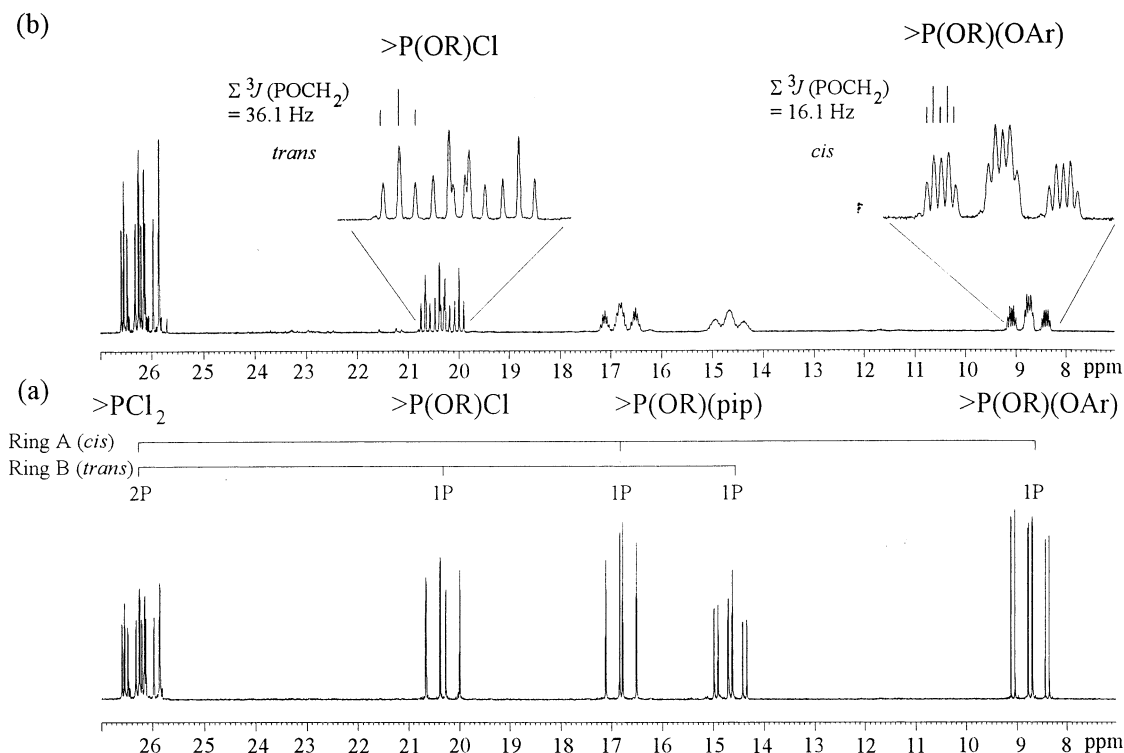 (b)
>P(OR)Cl
>P(OR)(OAr)
Σ ³J (POCH₂)
= 36.1 Hz
trans
Σ ³J (POCH₂)
= 16.1 Hz
cis
26 25 24 23 22 21 20 19 18 17 16 15 14 13 12 11 10 9 8 ppm
(a)
>PCl₂
>P(OR)Cl
>P(OR)(pip)
>P(OR)(OAr)
Ring A (cis)
Ring B (trans)
2P 1P 1P 1P 1P
26 25 24 23 22 21 20 19 18 17 16 15 14 13 12 11 10 9 8 ppm